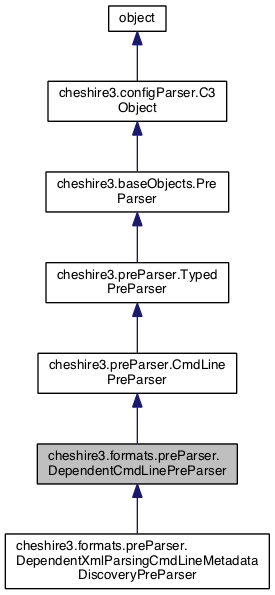 object
cheshire3.configParser.C3
Object
cheshire3.baseObjects.Pre
Parser
cheshire3.preParser.Typed
PreParser
cheshire3.preParser.CmdLine
PreParser
cheshire3.formats.preParser.
DependentCmdLinePreParser
cheshire3.formats.preParser.
DependentXmlParsingCmdLineMetadata
DiscoveryPreParser